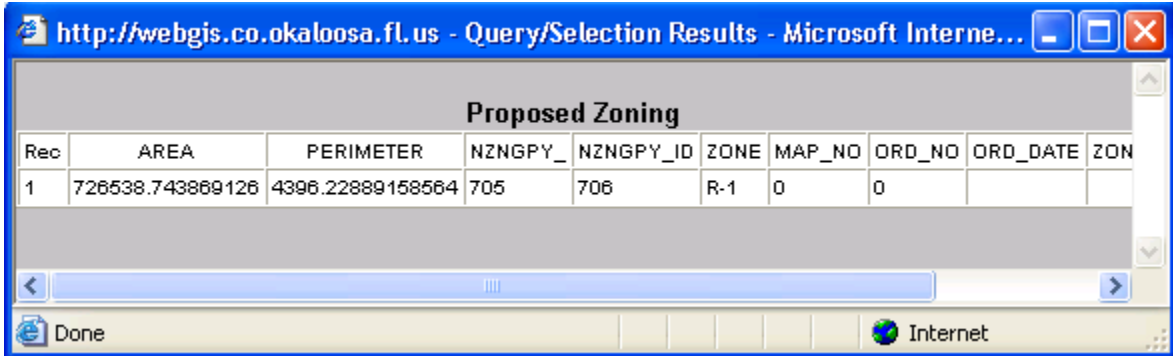 http://webgis.co.okaloosa.fl.us - Query/Selection Results - Microsoft Interne...
Proposed Zoning
Rec AREA PERIMETER NZNGPY_ NZNGPY_ID ZONE MAP_NO ORD_NO ORD_DATE ZON
1 726538.743869126 4396.22889158564 705 706 R-1 0 0
Done Internet